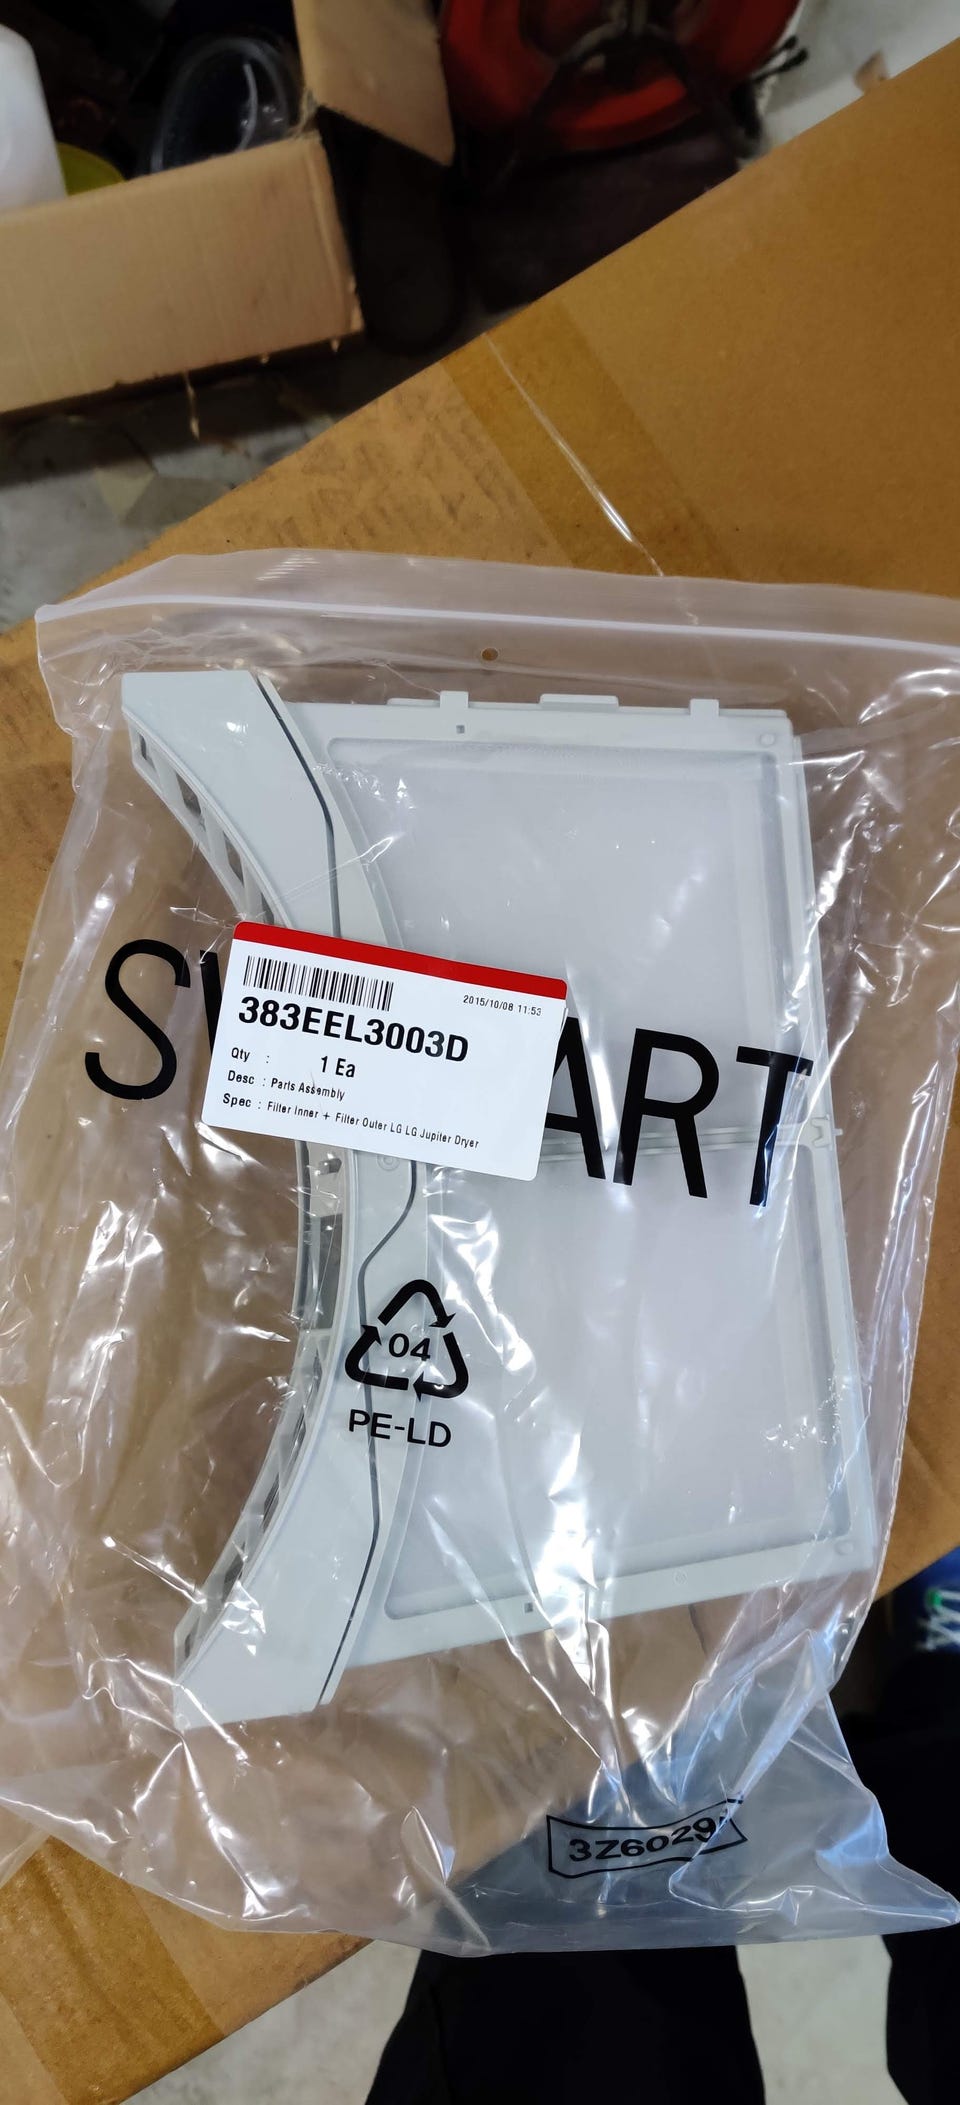 2015/10/08 11:53
383EEL3003D
Qty : 1 Ea
Desc : Parts Assembly
Spec : Filter Inner + Filter Outer LG LG Jupiter Dryer
ART
04
PE-LD